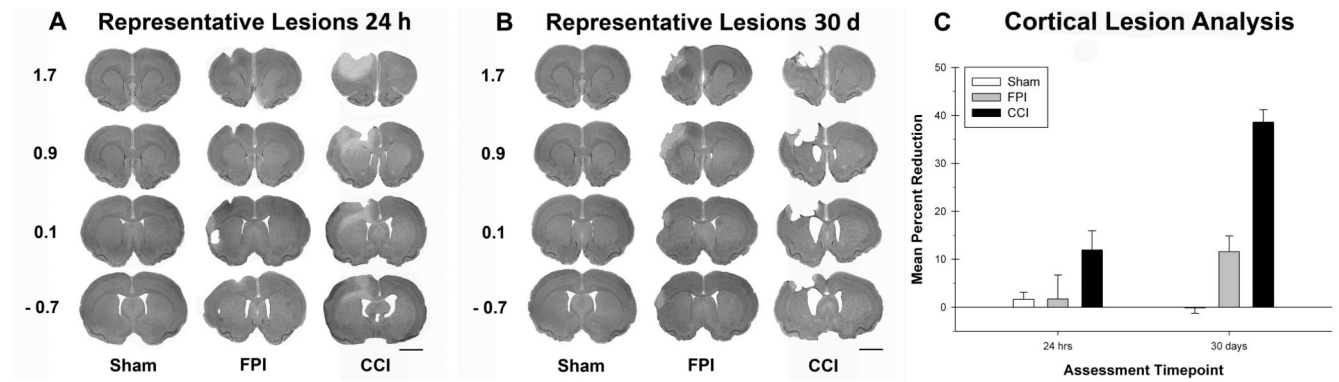 A Representative Lesions 24 h
1.7
0.9
0.1
- 0.7
Sham FPI CCI
B Representative Lesions 30 d
1.7
0.9
0.1
- 0.7
Sham FPI CCI
C Cortical Lesion Analysis
Mean Percent Reduction
50
40
30
20
10
0
Sham
FPI
CCI
24 hrs 30 days
Assessment Timepoint